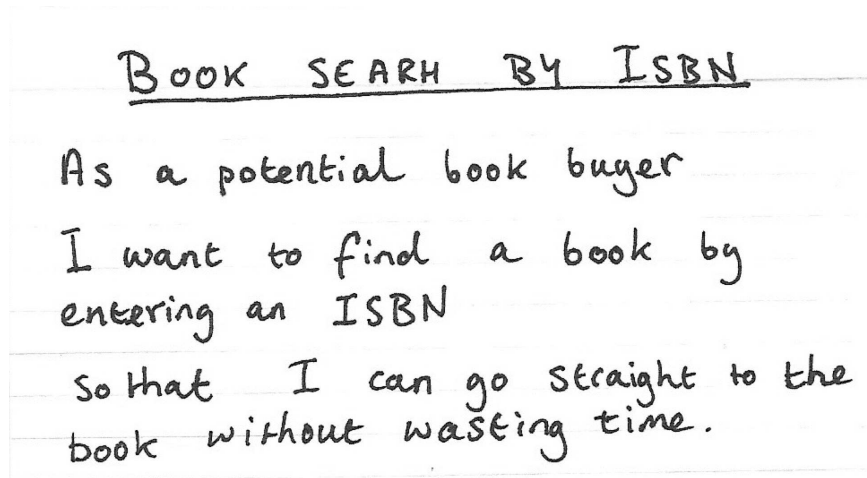 BOOK SEARH BY ISBN
As a potential book buyer
I want to find a book by
entering an ISBN
So that I can go straight to the
book without wasting time.